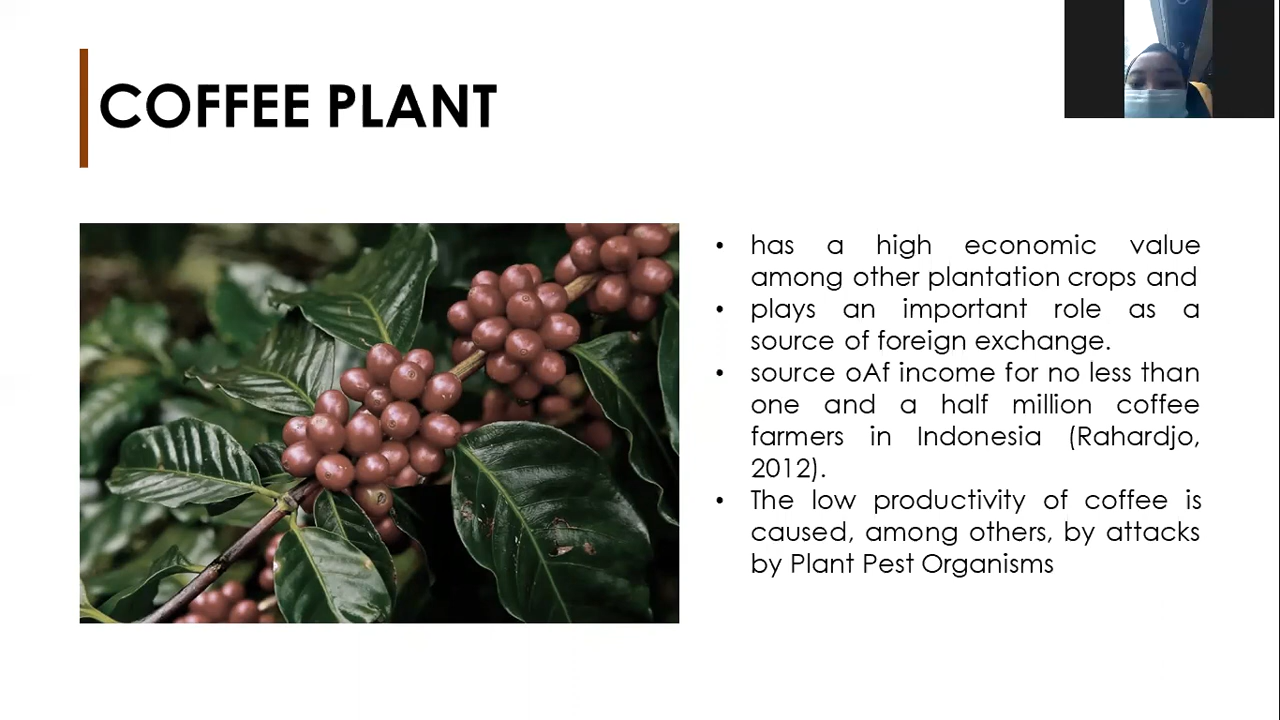 COFFEE PLANT
• has a high economic value
among other plantation crops and
• plays an important role as a
source of foreign exchange.
• source oAf income for no less than
one and a half million coffee
farmers in Indonesia (Rahardjo,
2012).
• The low productivity of coffee is
caused, among others, by attacks
by Plant Pest Organisms